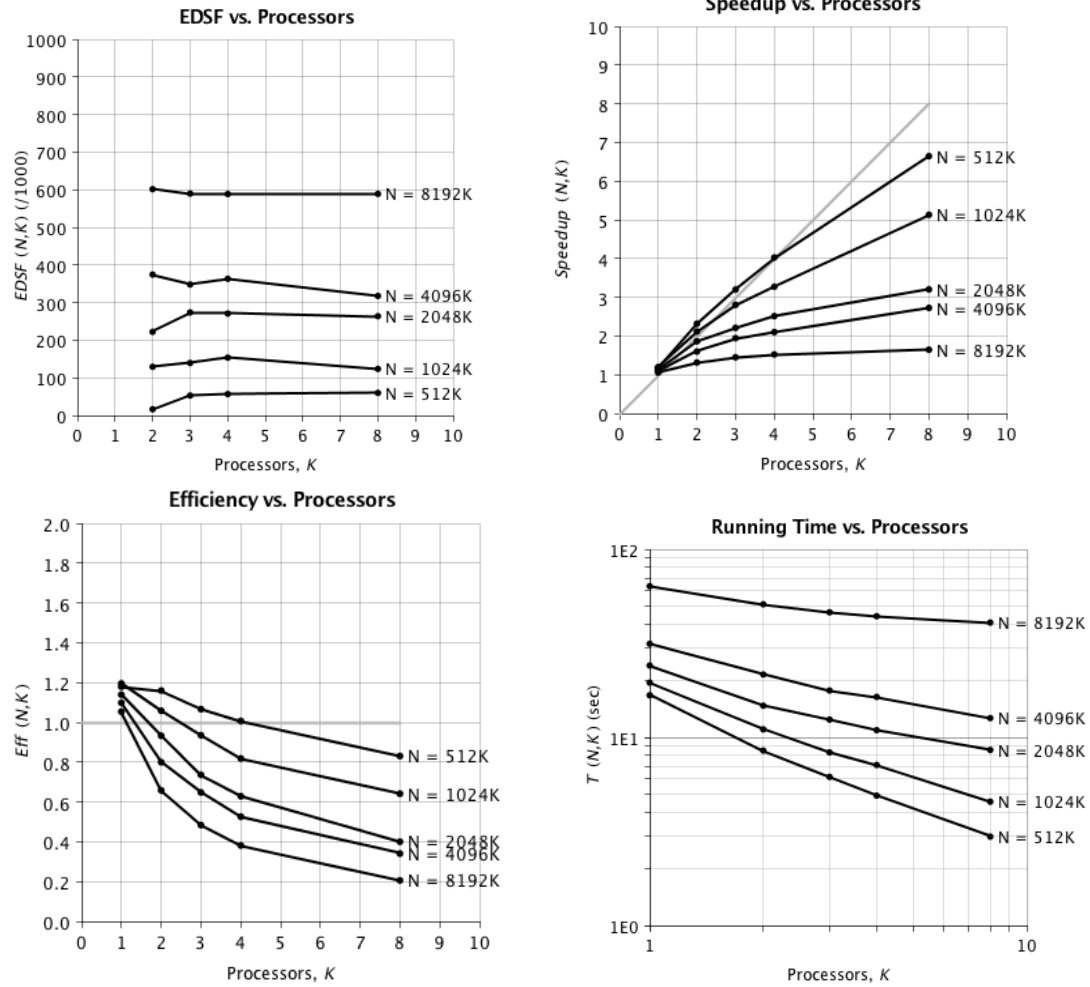 EDSF vs. Processors
1000
900
800
700
600
500
400
300
200
100
0
EDSF (N,K) (/1000)
N = 8192K
N = 4096K
N = 2048K
N = 1024K
N = 512K
0 1 2 3 4 5 6 7 8 9 10
Processors, K
Speedup vs. Processors
10
9
8
7
6
5
4
3
2
1
0
Speedup (N,K)
N = 512K
N = 1024K
N = 2048K
N = 4096K
N = 8192K
0 1 2 3 4 5 6 7 8 9 10
Processors, K
Efficiency vs. Processors
2.0
1.8
1.6
1.4
1.2
1.0
0.8
0.6
0.4
0.2
0.0
Eff (N,K)
N = 512K
N = 1024K
N = 2048K
N = 4096K
N = 8192K
0 1 2 3 4 5 6 7 8 9 10
Processors, K
Running Time vs. Processors
1E2
1E1
1E0
T (N,K) (sec)
N = 8192K
N = 4096K
N = 2048K
N = 1024K
N = 512K
1 10
Processors, K